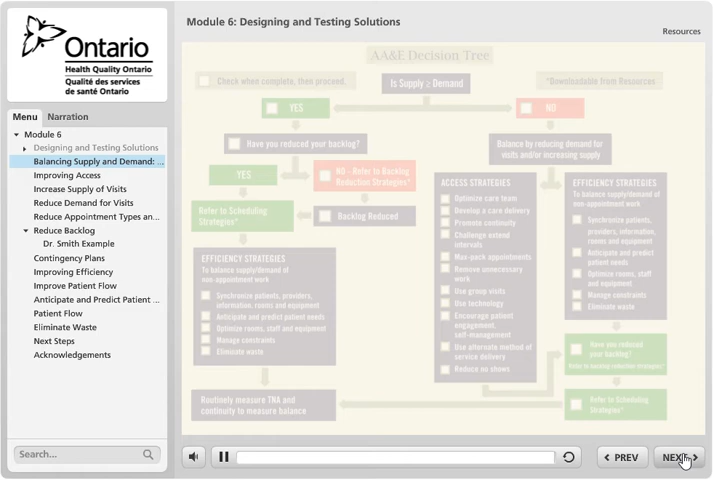 Ontario
Health Quality Ontario
Qualité des services
de santé Ontario
Menu
Narration
Module 6
Designing and Testing Solutions
Balancing Supply and Demand: ...
Improving Access
Increase Supply of Visits
Reduce Demand for Visits
Reduce Appointment Types an...
Reduce Backlog
Dr. Smith Example
Contingency Plans
Improving Efficiency
Improve Patient Flow
Anticipate and Predict Patient ...
Patient Flow
Eliminate Waste
Next Steps
Acknowledgements
Search...
Module 6: Designing and Testing Solutions
Resources
AA&E Decision Tree
Check when complete, then proceed.
Is Supply ≥ Demand
*Downloadable from Resources
YES
NO
Have you reduced your backlog?
Balance by reducing demand for
visits and/or increasing supply
YES
NO - Refer to Backlog
Reduction Strategies*
Refer to Scheduling
Strategies*
Backlog Reduced
EFFICIENCY STRATEGIES
To balance supply/demand of
non-appointment work
Synchronize patients, providers,
information, rooms and equipment
Anticipate and predict patient needs
Optimize rooms, staff and equipment
Manage constraints
Eliminate waste
Routinely measure TNA and
continuity to measure balance
ACCESS STRATEGIES
Optimize care team
Develop a care delivery
Promote continuity
Challenge extend
intervals
Max-pack appointments
Remove unnecessary
work
Use group visits
Use technology
Encourage patient
engagement,
self-management
Use alternate method of
service delivery
Reduce no shows
EFFICIENCY STRATEGIES
To balance supply/demand of
non-appointment work
Synchronize patients,
providers, information,
rooms and equipment
Anticipate and predict
patient needs
Optimize rooms, staff
and equipment
Manage constraints
Eliminate waste
Have you reduced
your backlog?
Refer to backlog reduction strategies*
Refer to Scheduling
Strategies*
PREV
NEXT